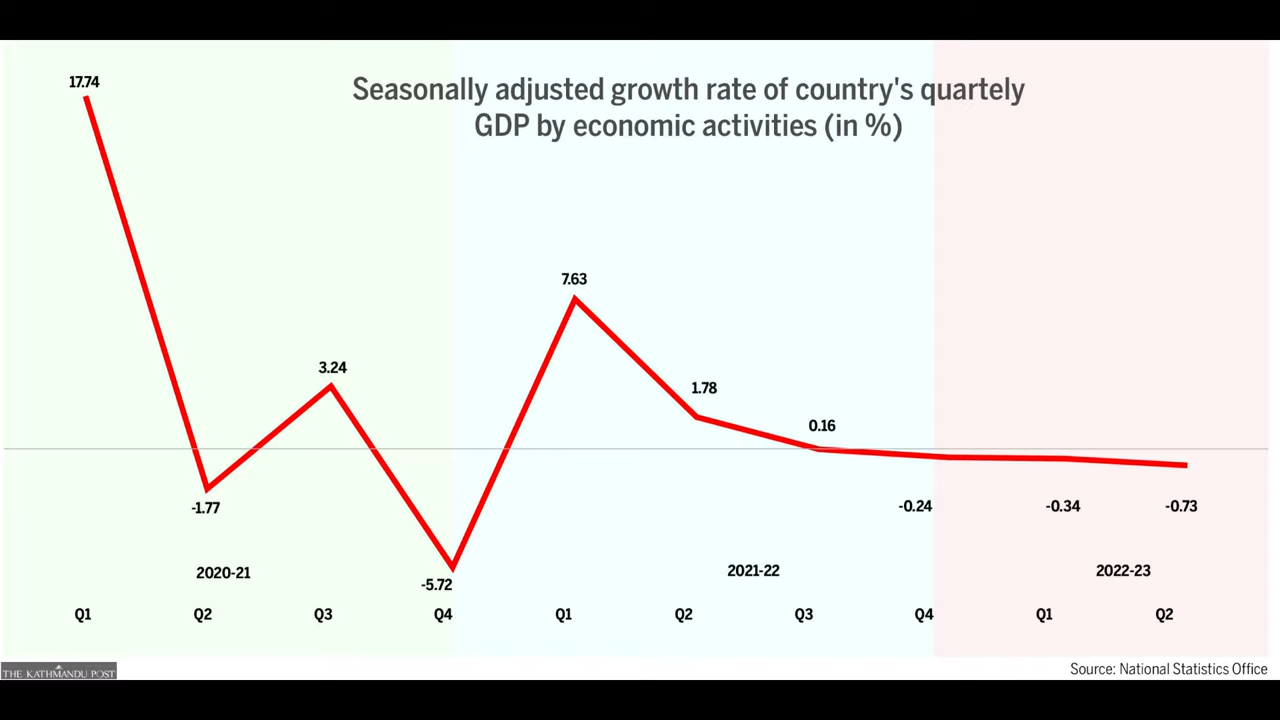 17.74
Seasonally adjusted growth rate of country's quartely
GDP by economic activities (in %)
7.63
3.24
1.78
0.16
-1.77
-0.24
-0.34
-0.73
-5.72
2020-21
2021-22
2022-23
Q1
Q2
Q3
Q4
Q1
Q2
Q3
Q4
Q1
Q2
THE KATHMANDU POST
Source: National Statistics Office